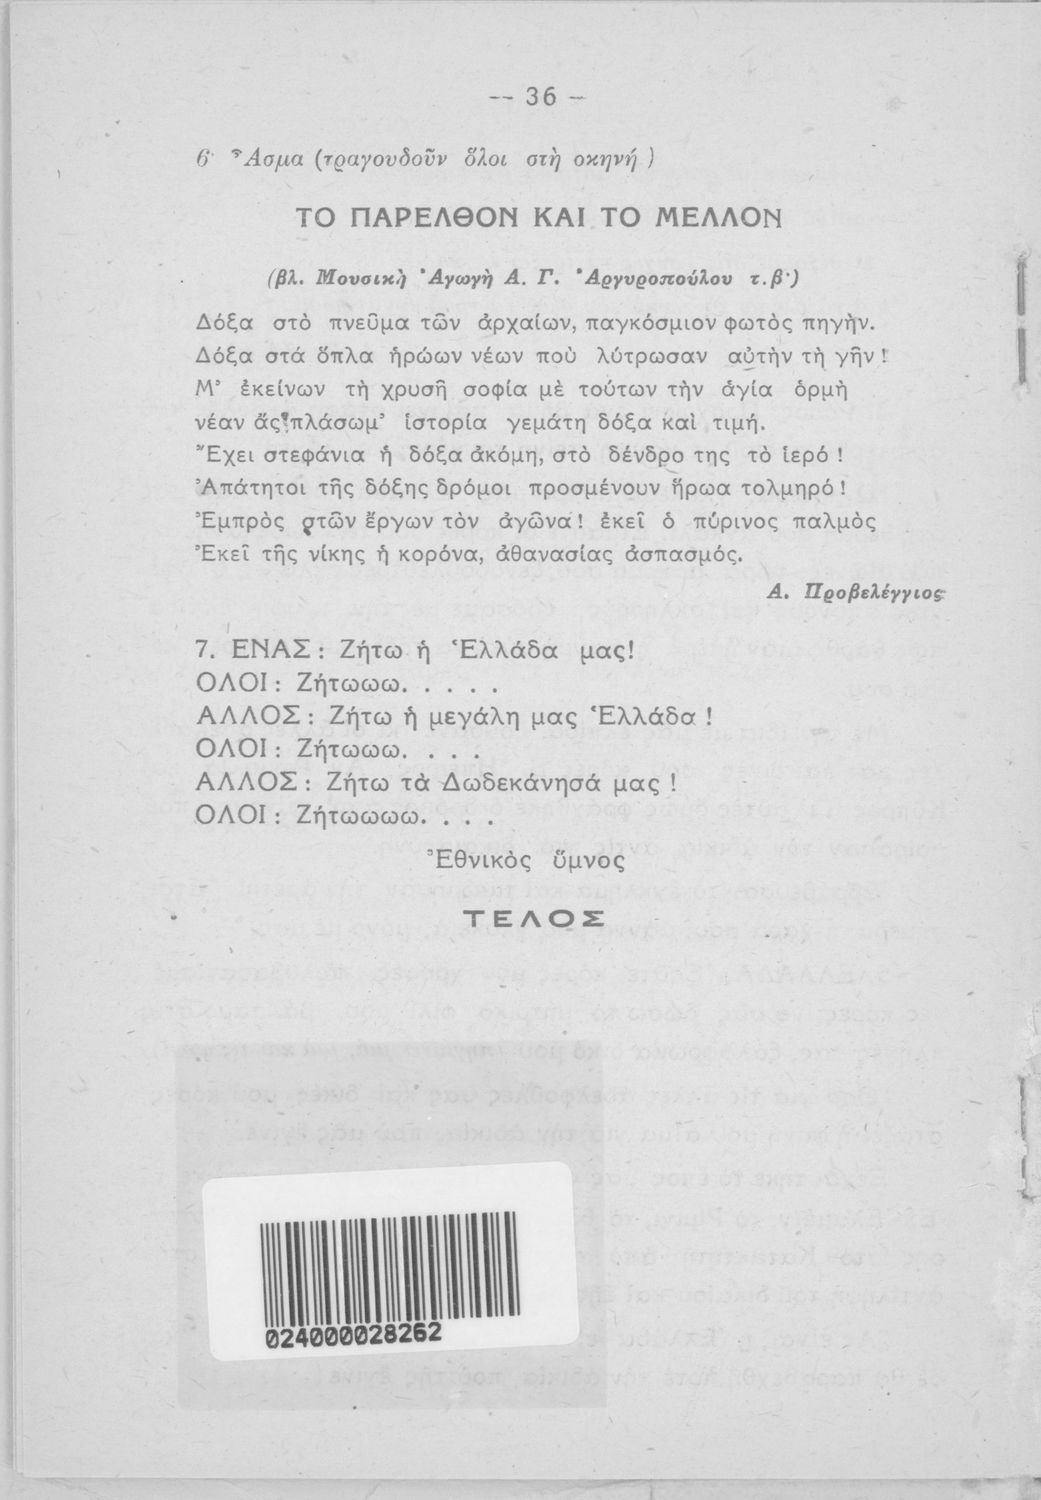 -- 36 -
6· Ἆσμα (τραγουδοῦν ὅλοι στὴ σκηνή )
ΤΟ ΠΑΡΕΛΘΟΝ ΚΑΙ ΤΟ ΜΕΛΛΟΝ
(βλ. Μουσικὴ Ἀγωγὴ Α. Γ. Ἀργυροπούλου τ.β·)
Δόξα στὸ πνεῦμα τῶν ἀρχαίων, παγκόσμιον φωτὸς πηγὴν.
Δόξα στά ὅπλα ἡρώων νέων ποὺ λύτρωσαν αὐτὴν τὴ γῆν !
Μ' ἐκείνων τὴ χρυσῆ σοφία μὲ τούτων τὴν ἁγία ὁρμὴ
νέαν ἄς πλάσωμ' ἱστορία γεμάτη δόξα καὶ τιμή.
Ἔχει στεφάνια ἡ δόξα ἀκόμη, στὸ δένδρο της τὸ ἱερό !
Ἀπάτητοι τῆς δόξης δρόμοι προσμένουν ἥρωα τολμηρό !
Ἐμπρὸς στῶν ἔργων τὸν ἀγῶνα! ἐκεῖ ὁ πύρινος παλμὸς
Ἐκεῖ τῆς νίκης ἡ κορόνα, ἀθανασίας ἀσπασμός.
Α. Προβελέγγιος
7. ΕΝΑΣ : Ζήτω ἡ Ἑλλάδα μας!
ΟΛΟΙ : Ζήτωωω. . . . .
ΑΛΛΟΣ : Ζήτω ἡ μεγάλη μας Ἑλλάδα !
ΟΛΟΙ : Ζήτωωω. . . .
ΑΛΛΟΣ : Ζήτω τὰ Δωδεκάνησά μας !
ΟΛΟΙ : Ζήτωωωω. . . .
Ἐθνικὸς ὕμνος
ΤΕΛΟΣ
024000028262